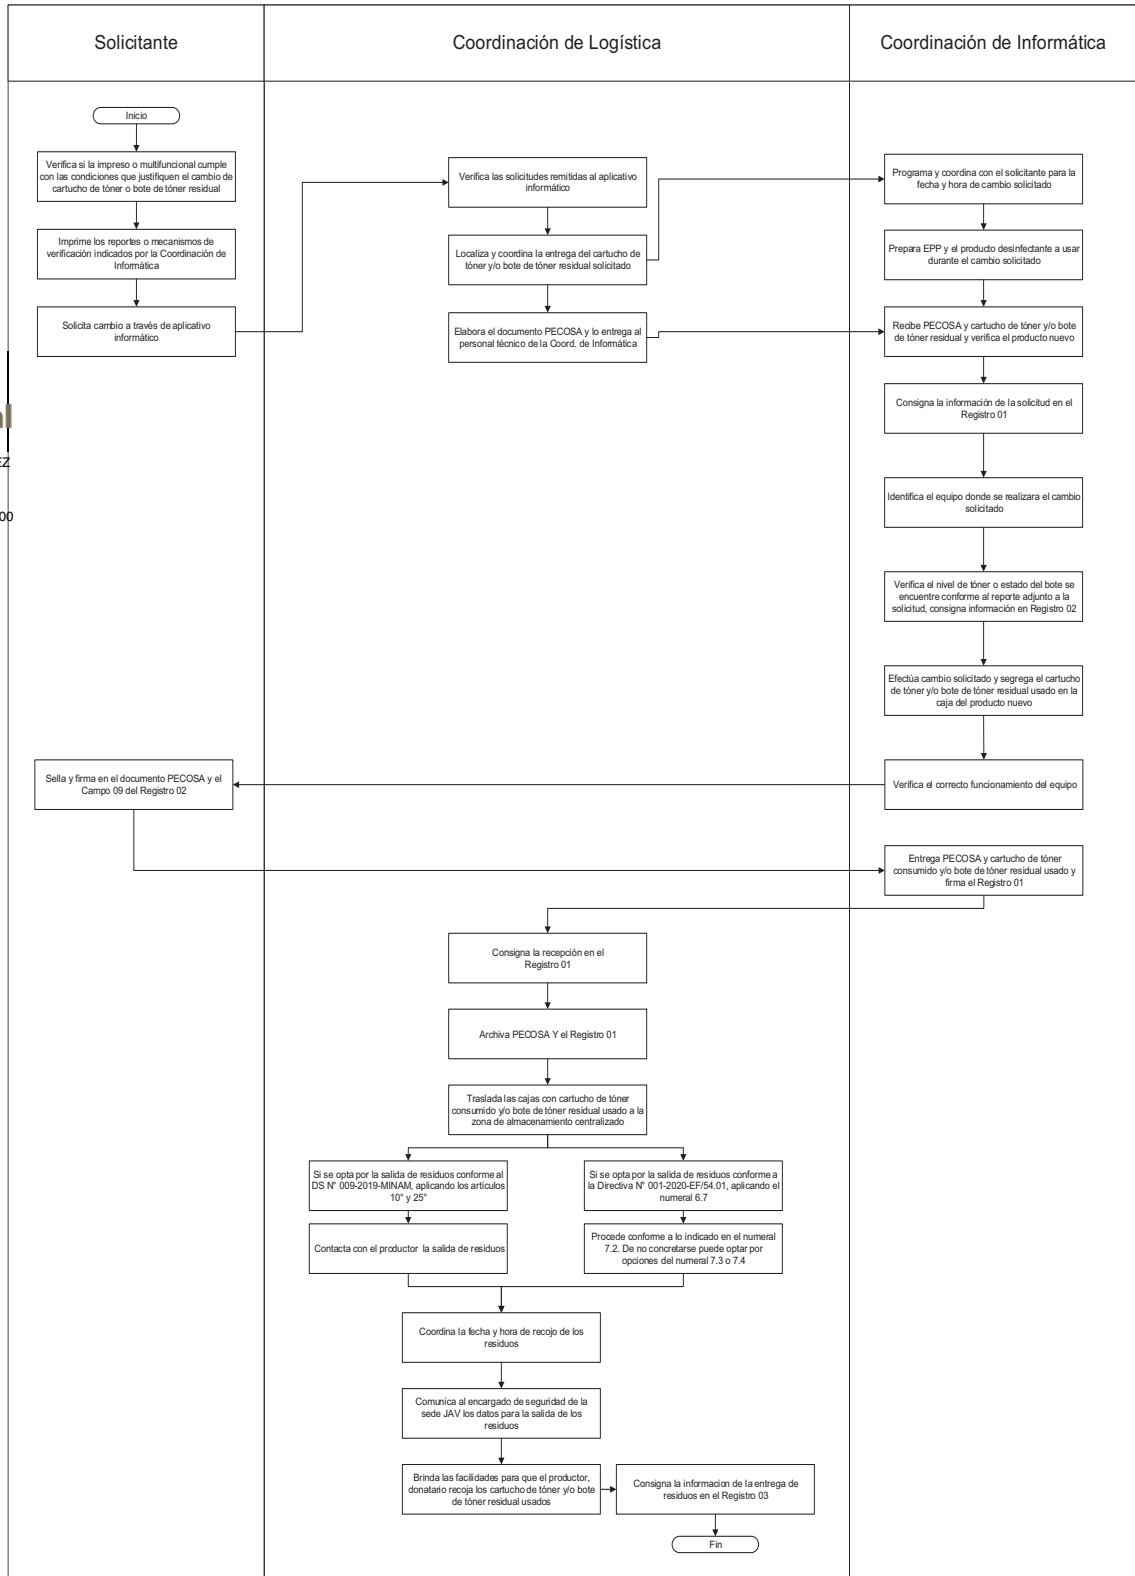 Solicitante
Coordinación de Logística
Coordinación de Informática
Inicio
Verifica si la impreso o multifuncional cumple
con las condiciones que justifiquen el cambio de
cartucho de tóner o bote de tóner residual
Imprime los reportes o mecanismos de
verificación indicados por la Coordinación de
Informática
Solicita cambio a través de aplicativo
informático
Verifica las solicitudes remitidas al aplicativo
informático
Localiza y coordina la entrega del cartucho de
tóner y/o bote de tóner residual solicitado
Elabora el documento PECOSA y lo entrega al
personal técnico de la Coord. de Informática
Programa y coordina con el solicitante para la
fecha y hora de cambio solicitado
Prepara EPP y el producto desinfectante a usar
durante el cambio solicitado
Recibe PECOSA y cartucho de tóner y/o bote
de tóner residual y verifica el producto nuevo
Consigna la información de la solicitud en el
Registro 01
Identifica el equipo donde se realizara el cambio
solicitado
Verifica el nivel de tóner o estado del bote se
encuentre conforme al reporte adjunto a la
solicitud, consigna información en Registro 02
Efectúa cambio solicitado y segrega el cartucho
de tóner y/o bote de tóner residual usado en la
caja del producto nuevo
Verifica el correcto funcionamiento del equipo
Sella y firma en el documento PECOSA y el
Campo 09 del Registro 02
Entrega PECOSA y cartucho de tóner
consumido y/o bote de tóner residual usado y
firma el Registro 01
Consigna la recepción en el
Registro 01
Archiva PECOSA Y el Registro 01
Traslada las cajas con cartucho de tóner
consumido y/o bote de tóner residual usado a la
zona de almacenamiento centralizado
Si se opta por la salida de residuos conforme al
DS N° 009-2019-MINAM, aplicando los artículos
10° y 25°
Si se opta por la salida de residuos conforme a
la Directiva N° 001-2020-EF/54.01, aplicando el
numeral 6.7
Contacta con el productor la salida de residuos
Procede conforme a lo indicado en el numeral
7.2. De no concretarse puede optar por
opciones del numeral 7.3 o 7.4
Coordina la fecha y hora de recojo de los
residuos
Comunica al encargado de seguridad de la
sede JAV los datos para la salida de los
residuos
Brinda las facilidades para que el productor,
donatario recoja los cartucho de tóner y/o bote
de tóner residual usados
Consigna la informacion de la entrega de
residuos en el Registro 03
Fin
EZ
00